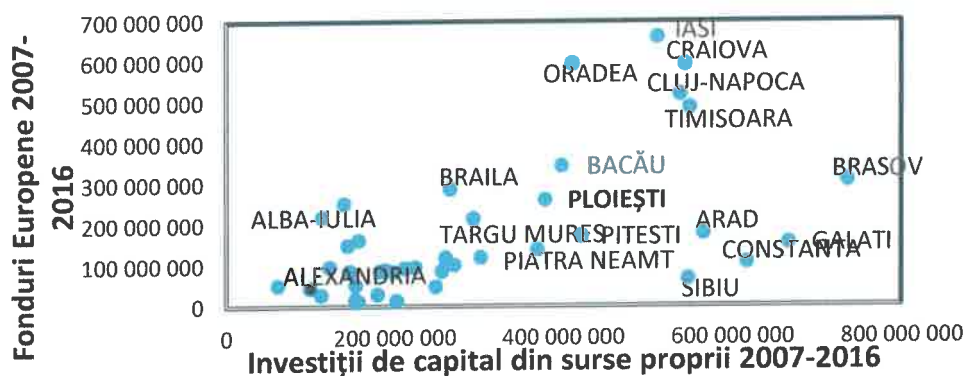 Fonduri Europene 2007-
2016
700 000 000
600 000 000
500 000 000
400 000 000
300 000 000
200 000 000
100 000 000
0
IASI
CRAIOVA
ORADEA
CLUJ-NAPOCA
TIMISOARA
BACĂU
BRASOV
BRAILA
PLOIEȘTI
ALBA-IULIA
ARAD
TARGU MURES
PITESTI
GALATI
CONSTANTA
PIATRA NEAMT
ALEXANDRIA
SIBIU
0
200 000 000
400 000 000
600 000 000
800 000 000
Investiții de capital din surse proprii 2007-2016